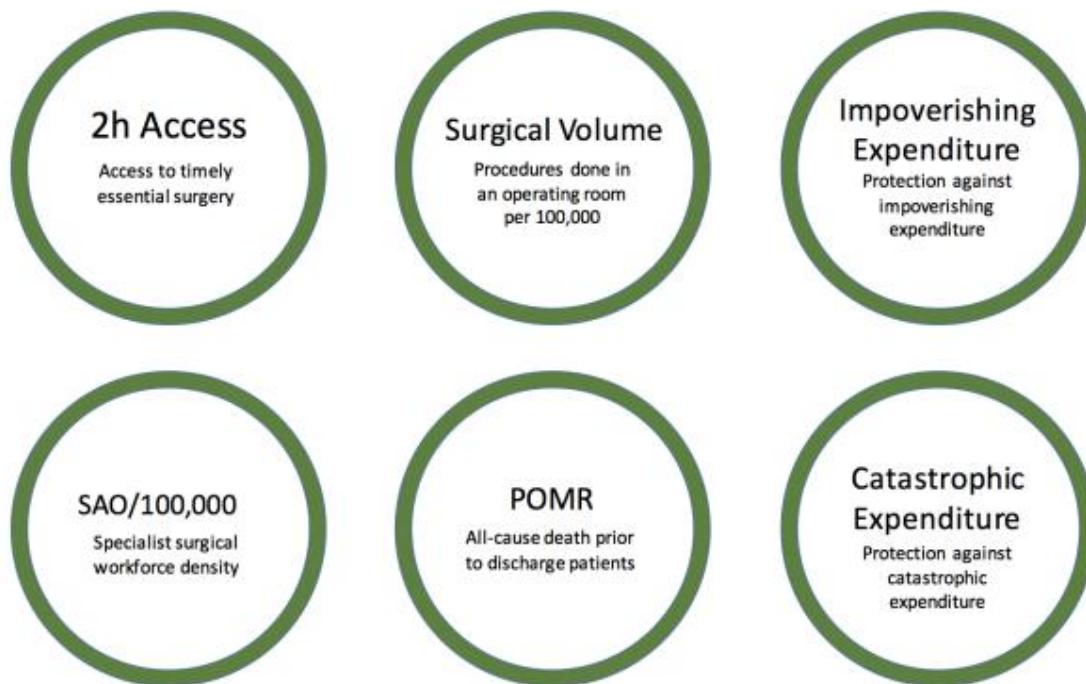 2h Access
Access to timely
essential surgery
Surgical Volume
Procedures done in
an operating room
per 100,000
Impoverishing
Expenditure
Protection against
impoverishing
expenditure
SAO/100,000
Specialist surgical
workforce density
POMR
All-cause death prior
to discharge patients
Catastrophic
Expenditure
Protection against
catastrophic
expenditure